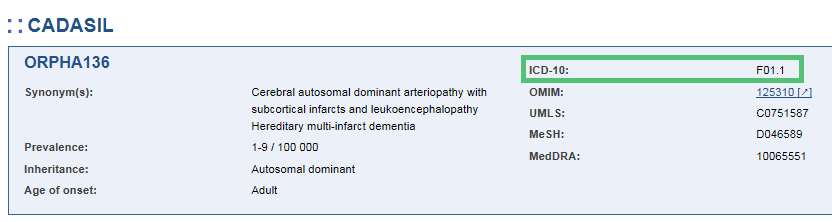 CADASIL
ORPHA136
Synonym(s): Cerebral autosomal dominant arteriopathy with
subcortical infarcts and leukoencephalopathy
Hereditary multi-infarct dementia
Prevalence: 1-9 / 100 000
Inheritance: Autosomal dominant
Age of onset: Adult
ICD-10: F01.1
OMIM: 125310 [↗]
UMLS: C0751587
MeSH: D046589
MedDRA: 10065551